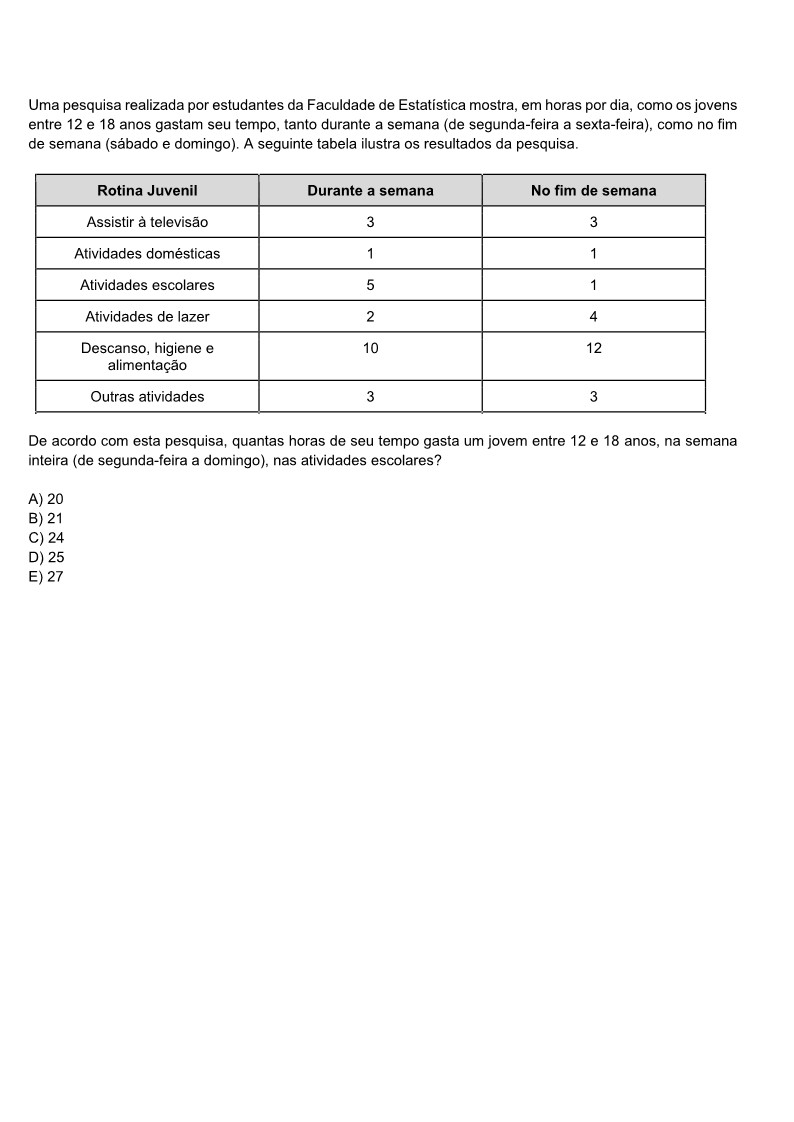 Uma pesquisa realizada por estudantes da Faculdade de Estatística mostra, em horas por dia, como os jovens
entre 12 e 18 anos gastam seu tempo, tanto durante a semana (de segunda-feira a sexta-feira), como no fim
de semana (sábado e domingo). A seguinte tabela ilustra os resultados da pesquisa.
Rotina Juvenil Durante a semana No fim de semana
Assistir à televisão 3 3
Atividades domésticas 1 1
Atividades escolares 5 1
Atividades de lazer 2 4
Descanso, higiene e 10 12
alimentação
Outras atividades 3 3
De acordo com esta pesquisa, quantas horas de seu tempo gasta um jovem entre 12 e 18 anos, na semana
inteira (de segunda-feira a domingo), nas atividades escolares?
A) 20
B) 21
C) 24
D) 25
E) 27